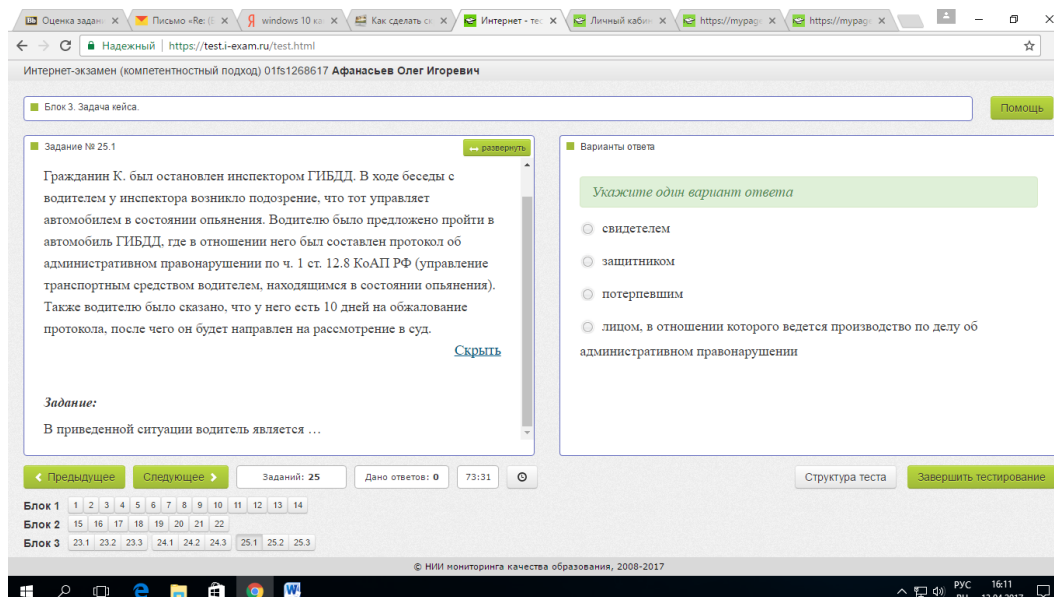 Оценка задан
Письмо «Re: (Б
windows 10 ка
Как сделать ск
Интернет - тес
Личный кабин
https://mypage
https://mypage
Надежный | https://test.i-exam.ru/test.html
Интернет-экзамен (компетентностный подход) 01fs1268617 Афанасьев Олег Игоревич
Блок 3. Задача кейса.
Помощь
Задание № 25.1
развернуть
Гражданин К. был остановлен инспектором ГИБДД. В ходе беседы с
водителем у инспектора возникло подозрение, что тот управляет
автомобилем в состоянии опьянения. Водителю было предложено пройти в
автомобиль ГИБДД, где в отношении него был составлен протокол об
административном правонарушении по ч. 1 ст. 12.8 КоАП РФ (управление
транспортным средством водителем, находящимся в состоянии опьянения).
Также водителю было сказано, что у него есть 10 дней на обжалование
протокола, после чего он будет направлен на рассмотрение в суд.
Скрыть
Задание:
В приведенной ситуации водитель является …
Варианты ответа
Укажите один вариант ответа
свидетелем
защитником
потерпевшим
лицом, в отношении которого ведется производство по делу об
административном правонарушении
Предыдущее
Следующее
Заданий: 25
Дано ответов: 0
73:31
Структура теста
Завершить тестирование
Блок 1 1 2 3 4 5 6 7 8 9 10 11 12 13 14
Блок 2 15 16 17 18 19 20 21 22
Блок 3 23.1 23.2 23.3 24.1 24.2 24.3 25.1 25.2 25.3
© НИИ мониторинга качества образования, 2008-2017
РУС 16:11